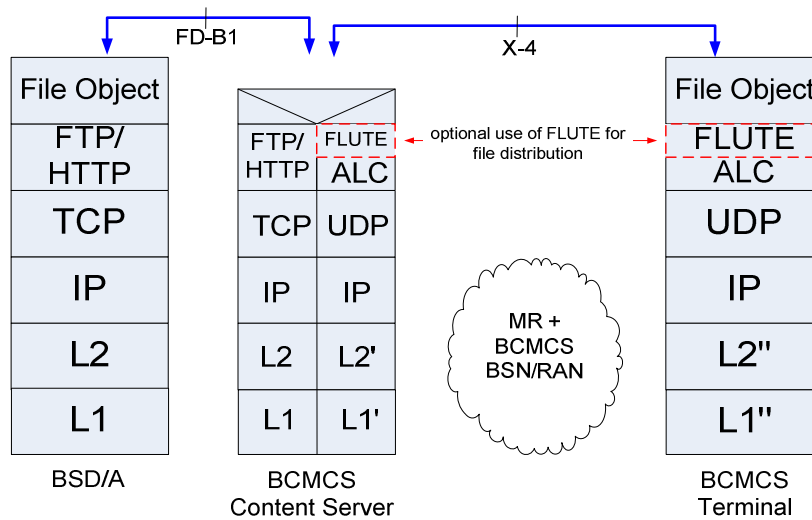 FD-B1
X-4
File Object
FTP/
HTTP
TCP
IP
L2
L1
BSD/A
FTP/
HTTP
TCP
IP
L2
L1
FLUTE
ALC
UDP
IP
L2'
L1'
BCMCS
Content Server
optional use of FLUTE for
file distribution
MR +
BCMCS
BSN/RAN
File Object
FLUTE
ALC
UDP
IP
L2"
L1"
BCMCS
Terminal